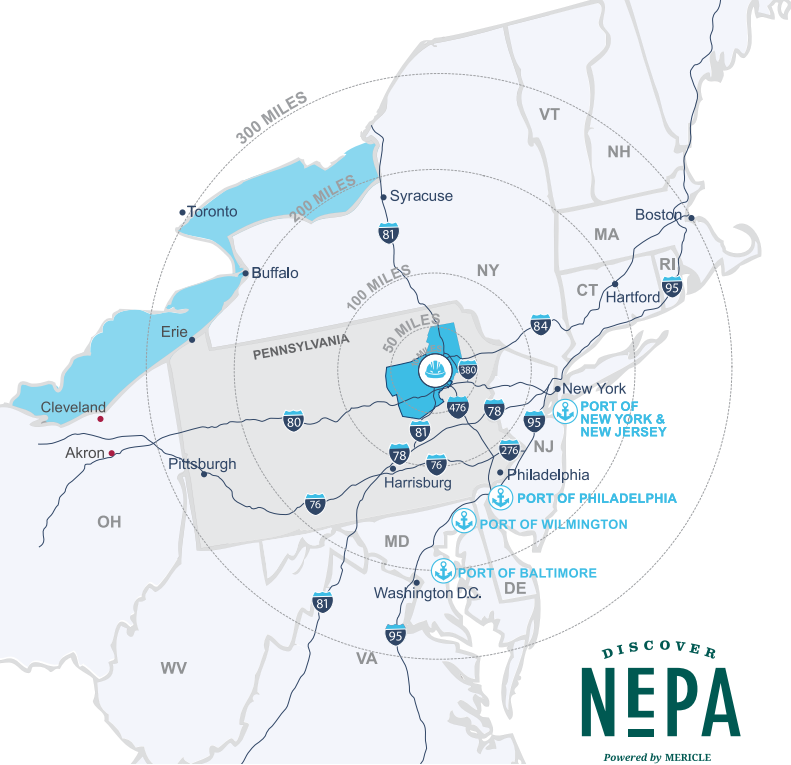 300 MILES
VT
NH
200 MILES
Toronto
Syracuse
Boston
81
MA
Buffalo
100 MILES
NY
RI
CT
95
Hartford
50 MILES
84
Erie
PENNSYLVANIA
380
New York
Cleveland
476
78
PORT OF
NEW YORK &
NEW JERSEY
80
95
81
NJ
Akron
78
276
Pittsburgh
76
Harrisburg
Philadelphia
76
PORT OF PHILADELPHIA
OH
PORT OF WILMINGTON
MD
PORT OF BALTIMORE
Washington D.C.
DE
81
95
VA
WV
DISCOVER
NEPA
Powered by MERICLE